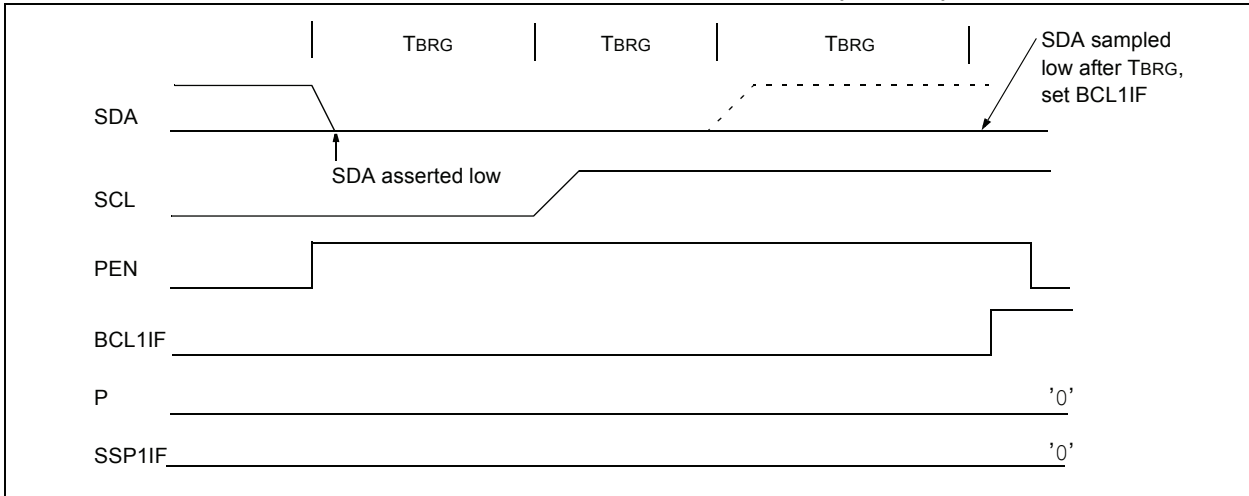 TBRG TBRG TBRG
SDA sampled
low after TBRG,
set BCL1IF
SDA
SDA asserted low
SCL
PEN
BCL1IF
P '0'
SSP1IF '0'